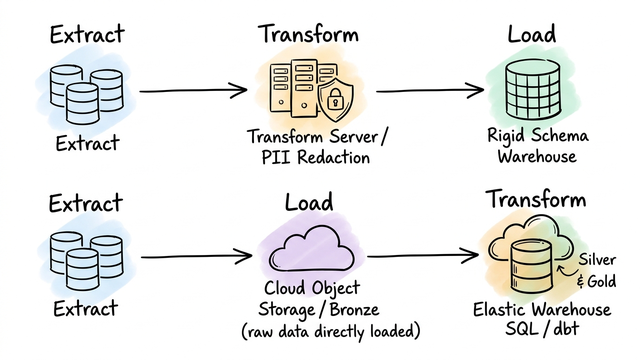 Extract
Transform
Load
Extract
Transform Server/
PII Redaction
Rigid Schema
Warehouse
Extract
Load
Transform
Silver
& Gold
Extract
Cloud Object
Storage/Bronze
(raw data directly loaded)
Elastic Warehouse
SQL/dbt